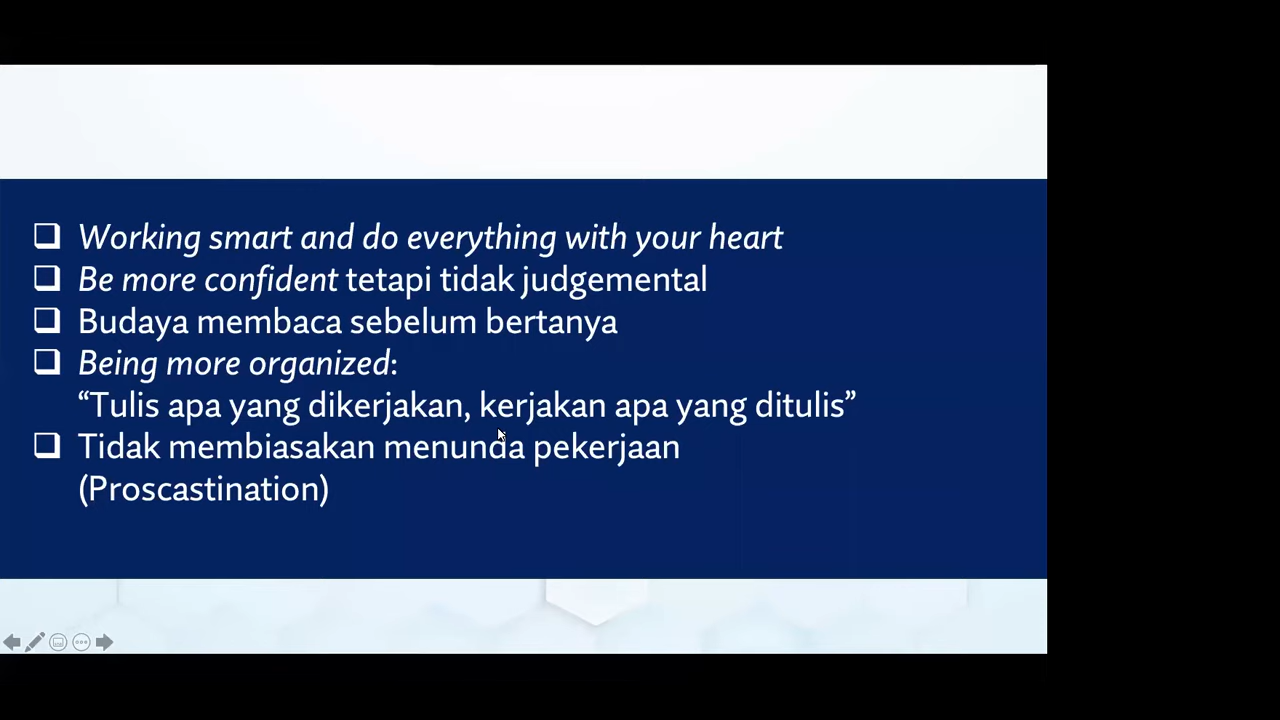 Working smart and do everything with your heart
Be more confident tetapi tidak judgemental
Budaya membaca sebelum bertanya
Being more organized:
“Tulis apa yang dikerjakan, kerjakan apa yang ditulis”
Tidak membiasakan menunda pekerjaan
(Proscastination)